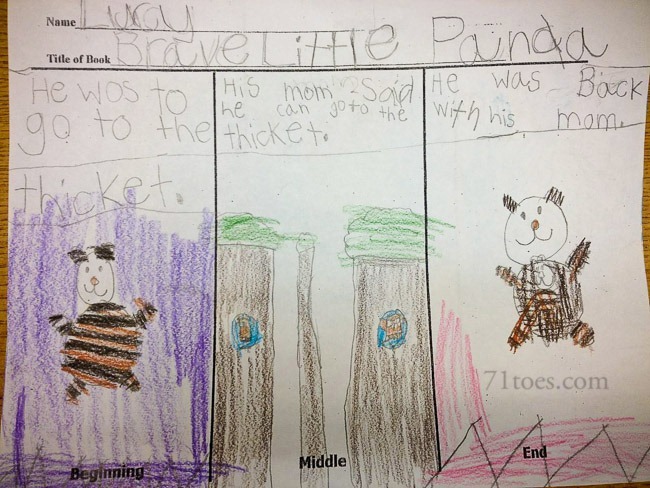 Name Lucy
Title of Book Brave Little Panda
He wos to
go to the
thicket.
His mom Said
he can go to the
thicket.
He was Back
with his mom.
71toes.com
Beginning
Middle
End